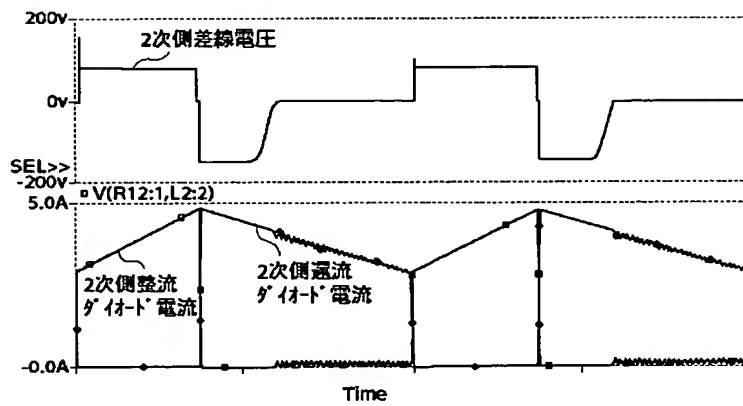 200v
2次側差線電圧
0v
SEL>>
-200v
V(R12:1,L2:2)
5.0A
2次側整流
ダイオード電流
2次側還流
ダイオード電流
-0.0A
Time